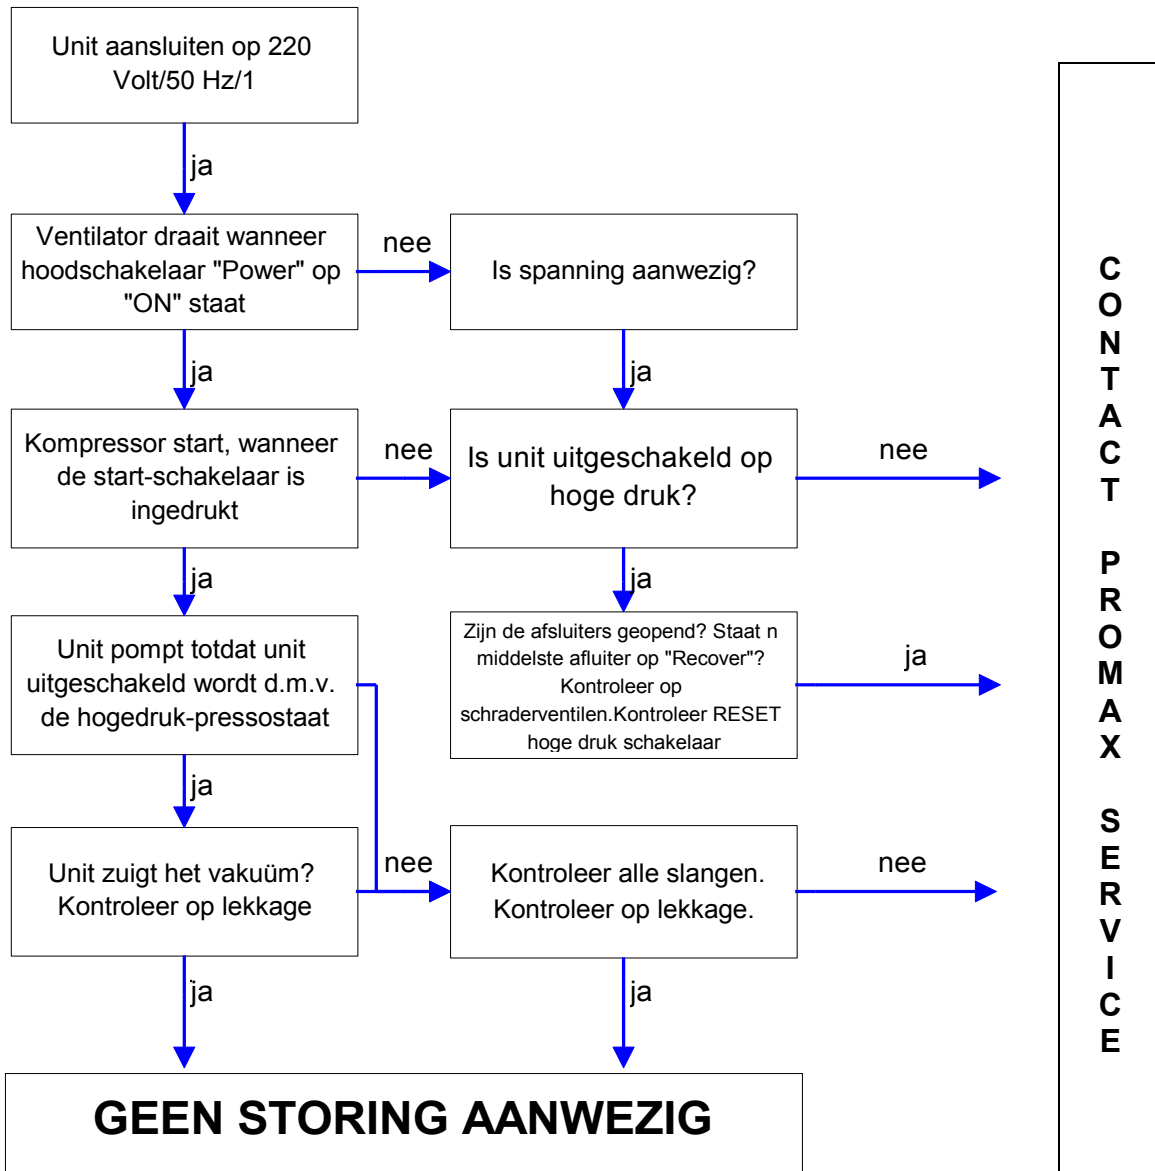 Unit aansluiten op 220
Volt/50 Hz/1
ja
Ventilator draait wanneer
hoodschakelaar "Power" op
"ON" staat
nee
Is spanning aanwezig?
ja
ja
Kompressor start, wanneer
de start-schakelaar is
ingedrukt
nee
Is unit uitgeschakeld op
hoge druk?
nee
ja
ja
Unit pompt totdat unit
uitgeschakeld wordt d.m.v.
de hogedruk-pressostaat
Zijn de afsluiters geopend? Staat n
middelste afluiter op "Recover"?
Kontroleer op
schraderventilen.Kontroleer RESET
hoge druk schakelaar
ja
ja
Unit zuigt het vakuüm?
Kontroleer op lekkage
nee
Kontroleer alle slangen.
Kontroleer op lekkage.
nee
ja
ja
GEEN STORING AANWEZIG
CONTACT PROMAX SERVICE